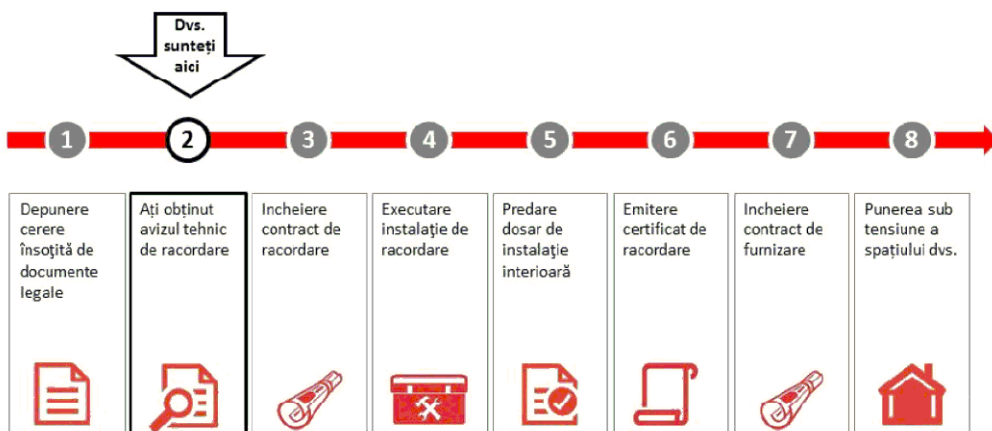 Dvs.
sunteți
aici
1
2
3
4
5
6
7
8
Depunere
cerere
însoțită de
documente
legale
Ați obținut
avizul tehnic
de racordare
Incheiere
contract de
racordare
Executare
instalație de
racordare
Predare
dosar de
instalație
interioară
Emitere
certificat de
racordare
Incheiere
contract de
furnizare
Punerea sub
tensiune a
spațiului dvs.